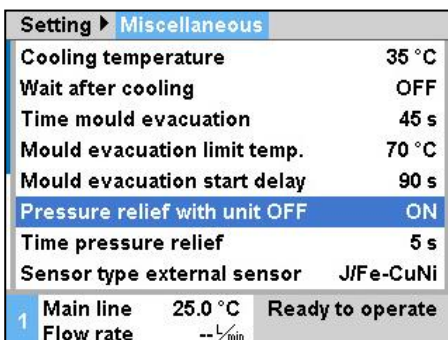 Setting ▶ Miscellaneous
Cooling temperature 35 °C
Wait after cooling OFF
Time mould evacuation 45 s
Mould evacuation limit temp. 70 °C
Mould evacuation start delay 90 s
Pressure relief with unit OFF ON
Time pressure relief 5 s
Sensor type external sensor J/Fe-CuNi
1 Main line 25.0 °C Ready to operate
Flow rate -- L/min